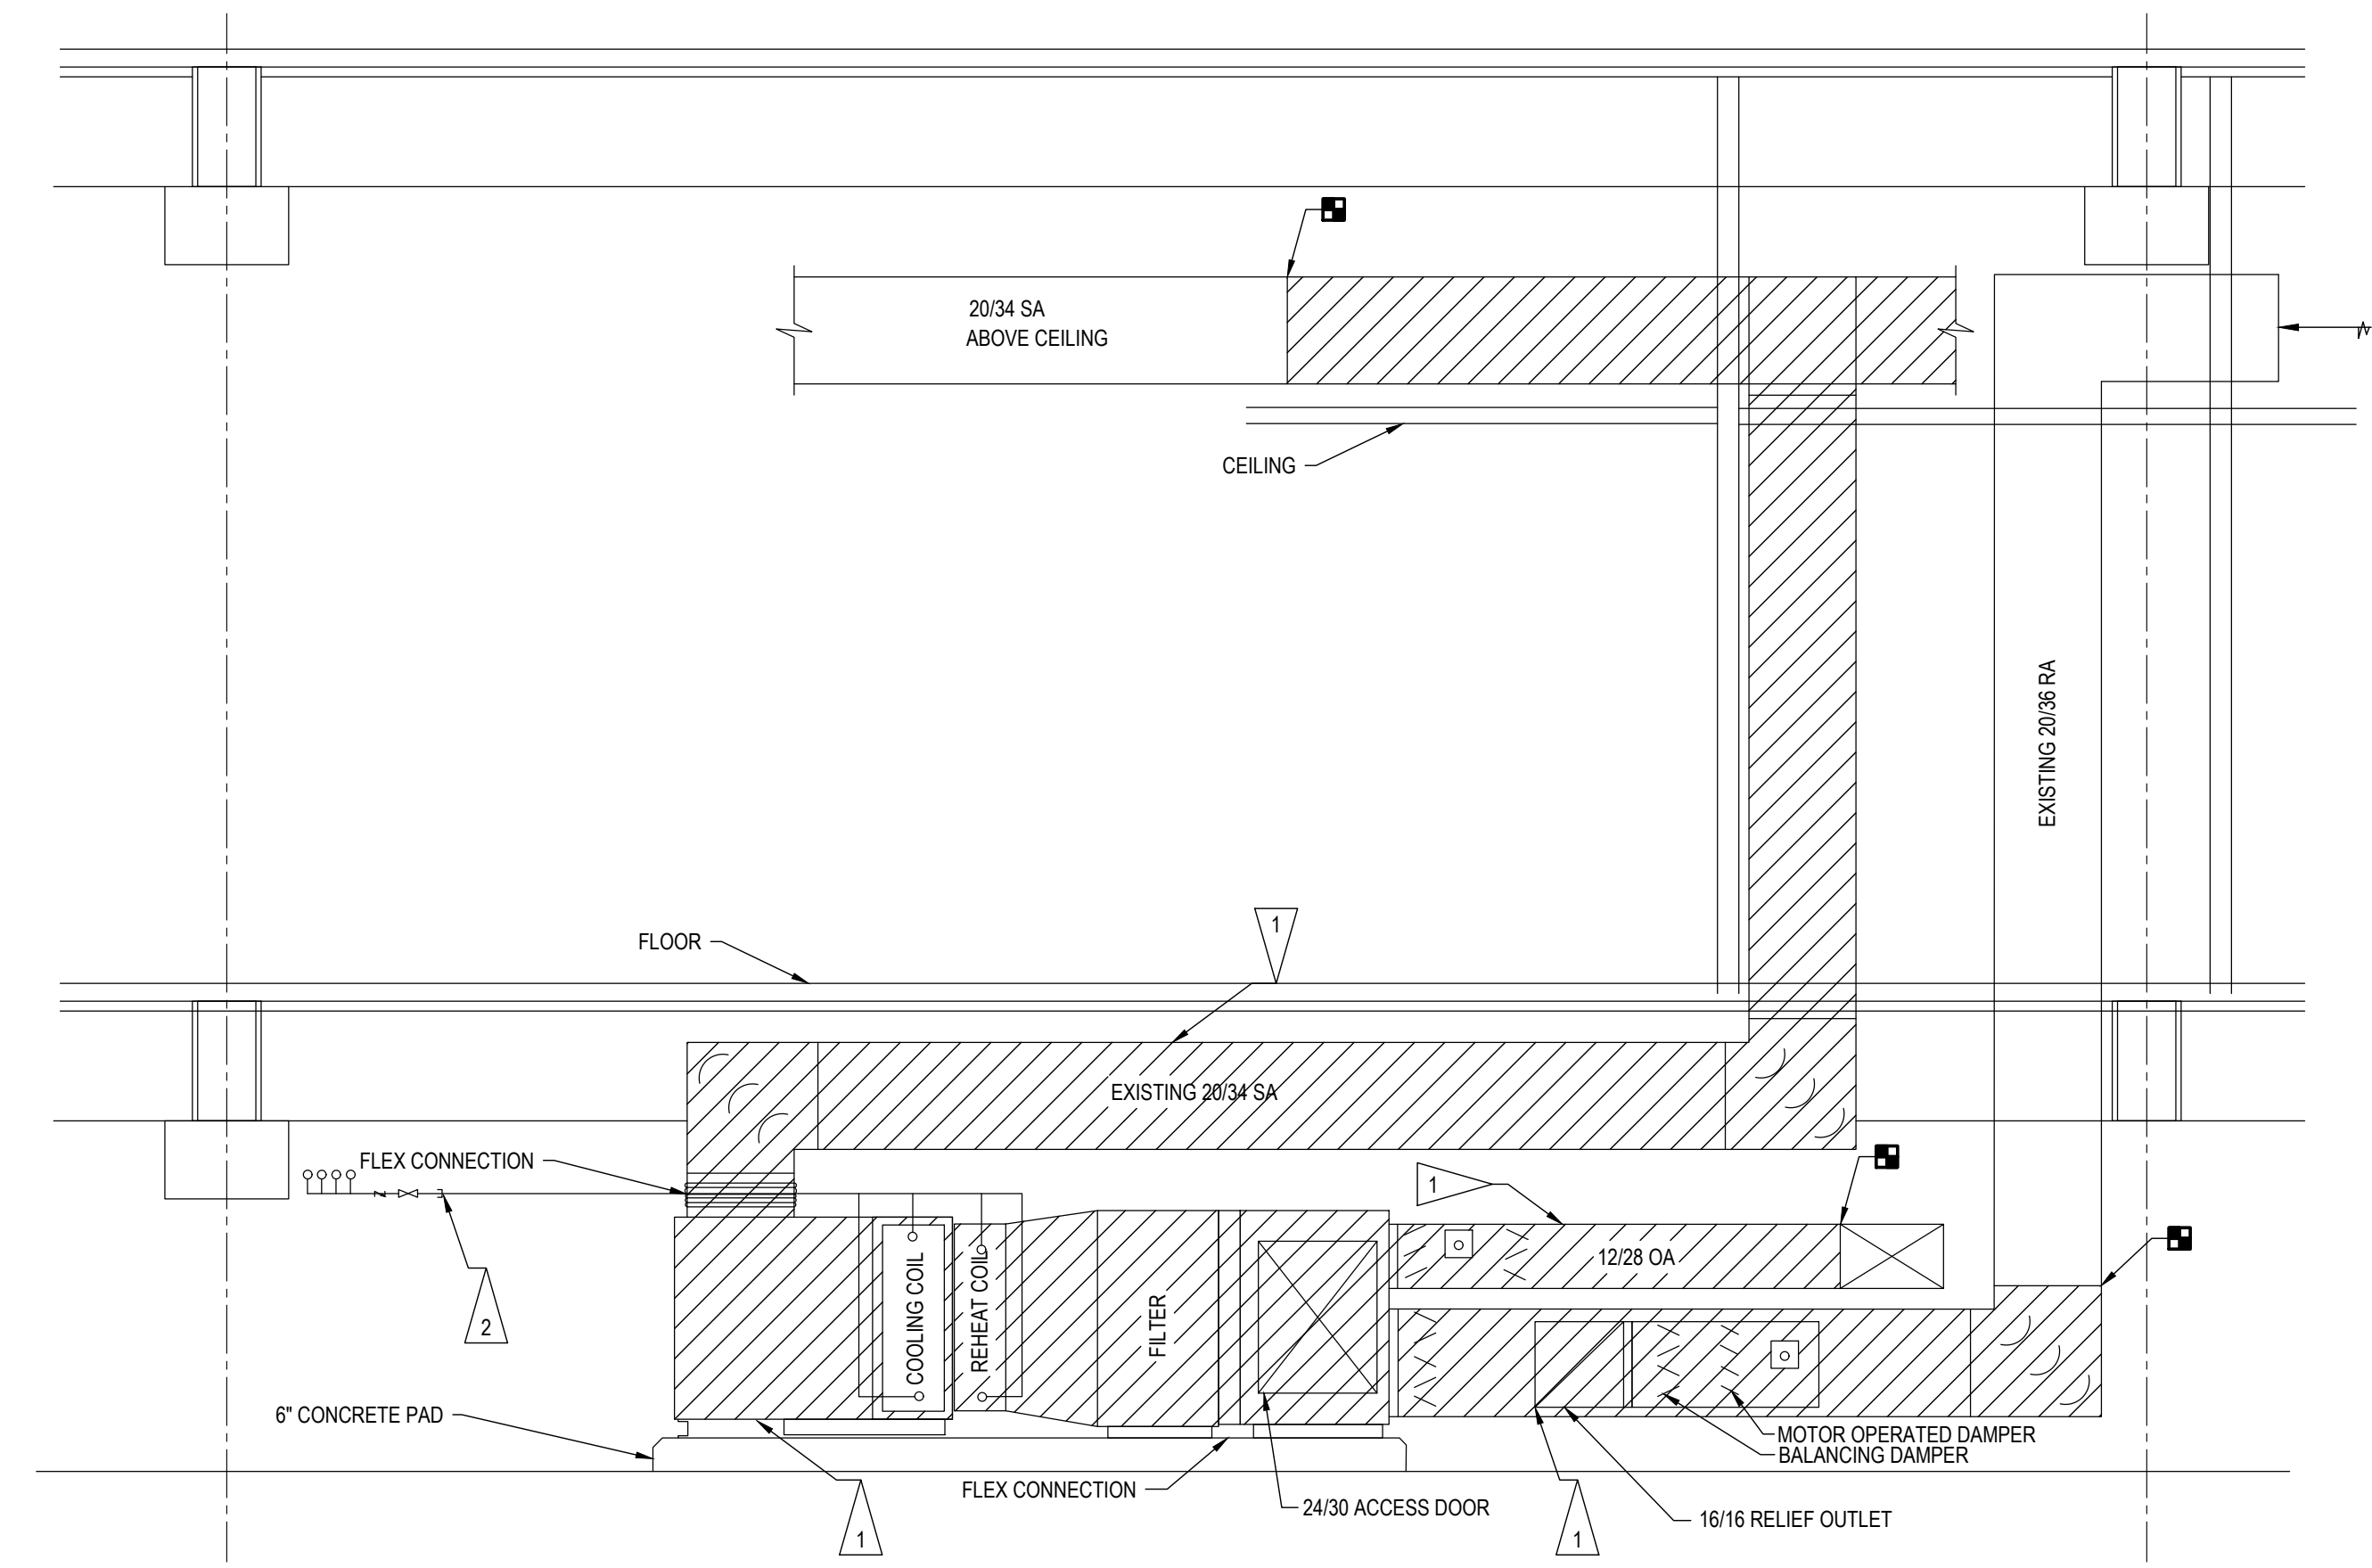 20/34 SA
ABOVE CEILING
CEILING
EXISTING 20/36 RA
FLOOR
1
EXISTING 20/34 SA
FLEX CONNECTION
1
12/28 OA
COOLING COIL
REHEAT COIL
FILTER
2
6" CONCRETE PAD
MOTOR OPERATED DAMPER
BALANCING DAMPER
FLEX CONNECTION
24/30 ACCESS DOOR
16/16 RELIEF OUTLET
1
1